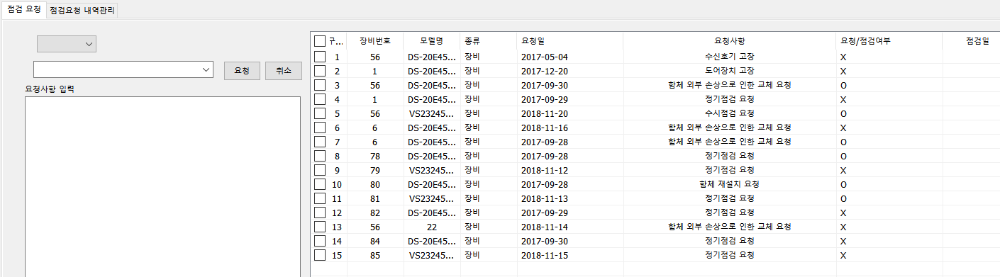 점검 요청 점검요청 내역관리
요청 취소
요청사항 입력
구... 장비번호 모델명 종류 요청일 요청사항 요청/점검여부 점검일
1 56 DS-20E45... 장비 2017-05-04 수신호기 고장 X
2 1 DS-20E45... 장비 2017-12-20 도어장치 고장 X
3 56 DS-20E45... 장비 2017-09-30 함체 외부 손상으로 인한 교체 요청 O
4 1 DS-20E45... 장비 2017-09-29 정기점검 요청 X
5 56 VS23245... 장비 2018-11-20 수시점검 요청 O
6 6 DS-20E45... 장비 2018-11-16 함체 외부 손상으로 인한 교체 요청 X
7 6 DS-20E45... 장비 2017-09-28 함체 외부 손상으로 인한 교체 요청 O
8 78 DS-20E45... 장비 2017-09-28 정기점검 요청 O
9 79 VS23245... 장비 2018-11-12 정기점검 요청 X
10 80 DS-20E45... 장비 2017-09-28 함체 재설치 요청 O
11 81 VS23245... 장비 2018-11-13 정기점검 요청 O
12 82 DS-20E45... 장비 2017-09-29 정기점검 요청 X
13 56 22 장비 2018-11-14 함체 외부 손상으로 인한 교체 요청 X
14 84 DS-20E45... 장비 2017-09-30 정기점검 요청 X
15 85 VS23245... 장비 2018-11-15 정기점검 요청 X